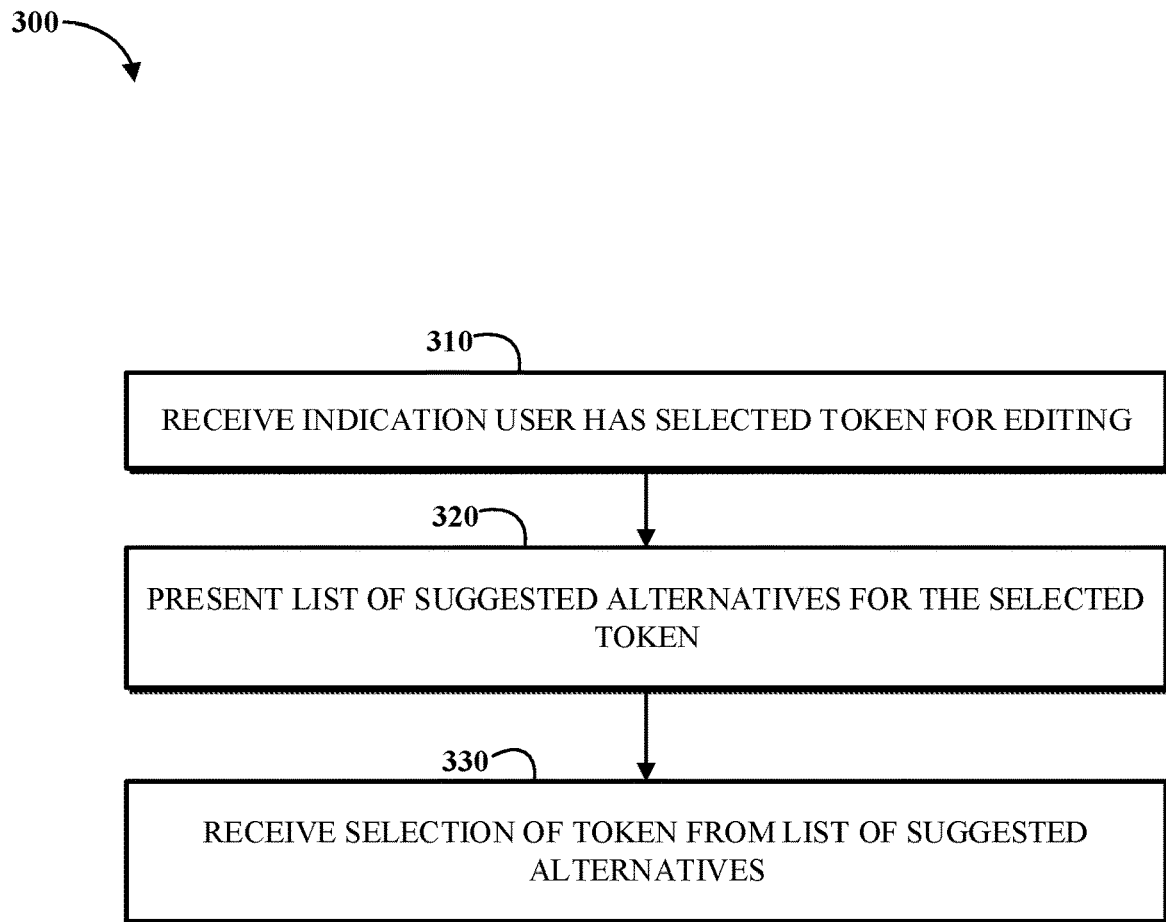 300
310
RECEIVE INDICATION USER HAS SELECTED TOKEN FOR EDITING
320
PRESENT LIST OF SUGGESTED ALTERNATIVES FOR THE SELECTED
TOKEN
330
RECEIVE SELECTION OF TOKEN FROM LIST OF SUGGESTED
ALTERNATIVES